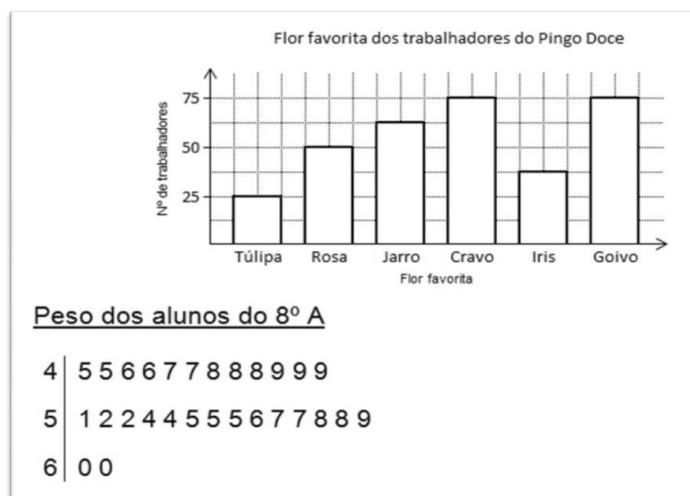 Flor favorita dos trabalhadores do Pingo Doce
Nº de trabalhadores
75
50
25
Túlipa Rosa Jarro Cravo Iris Goivo
Flor favorita
Peso dos alunos do 8º A
4 5 5 6 6 7 7 8 8 8 9 9 9
5 1 2 2 4 4 5 5 5 6 7 7 8 8 9
6 0 0